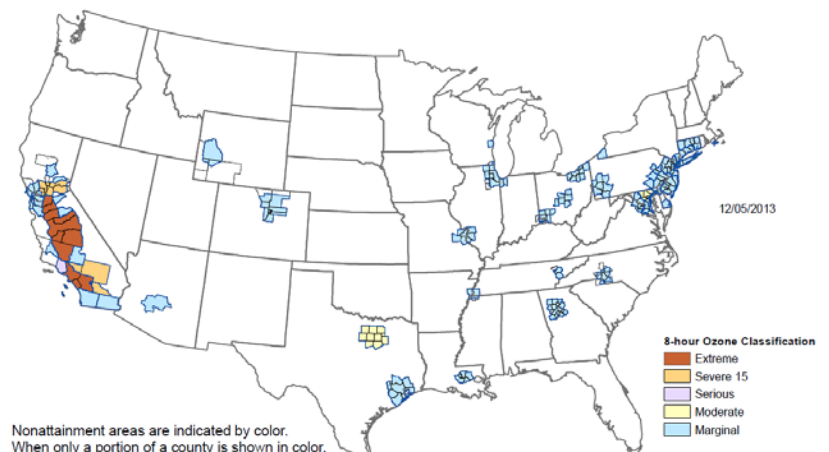 12/05/2013
8-hour Ozone Classification
Extreme
Severe 15
Serious
Moderate
Marginal
Nonattainment areas are indicated by color.
When only a portion of a county is shown in color,